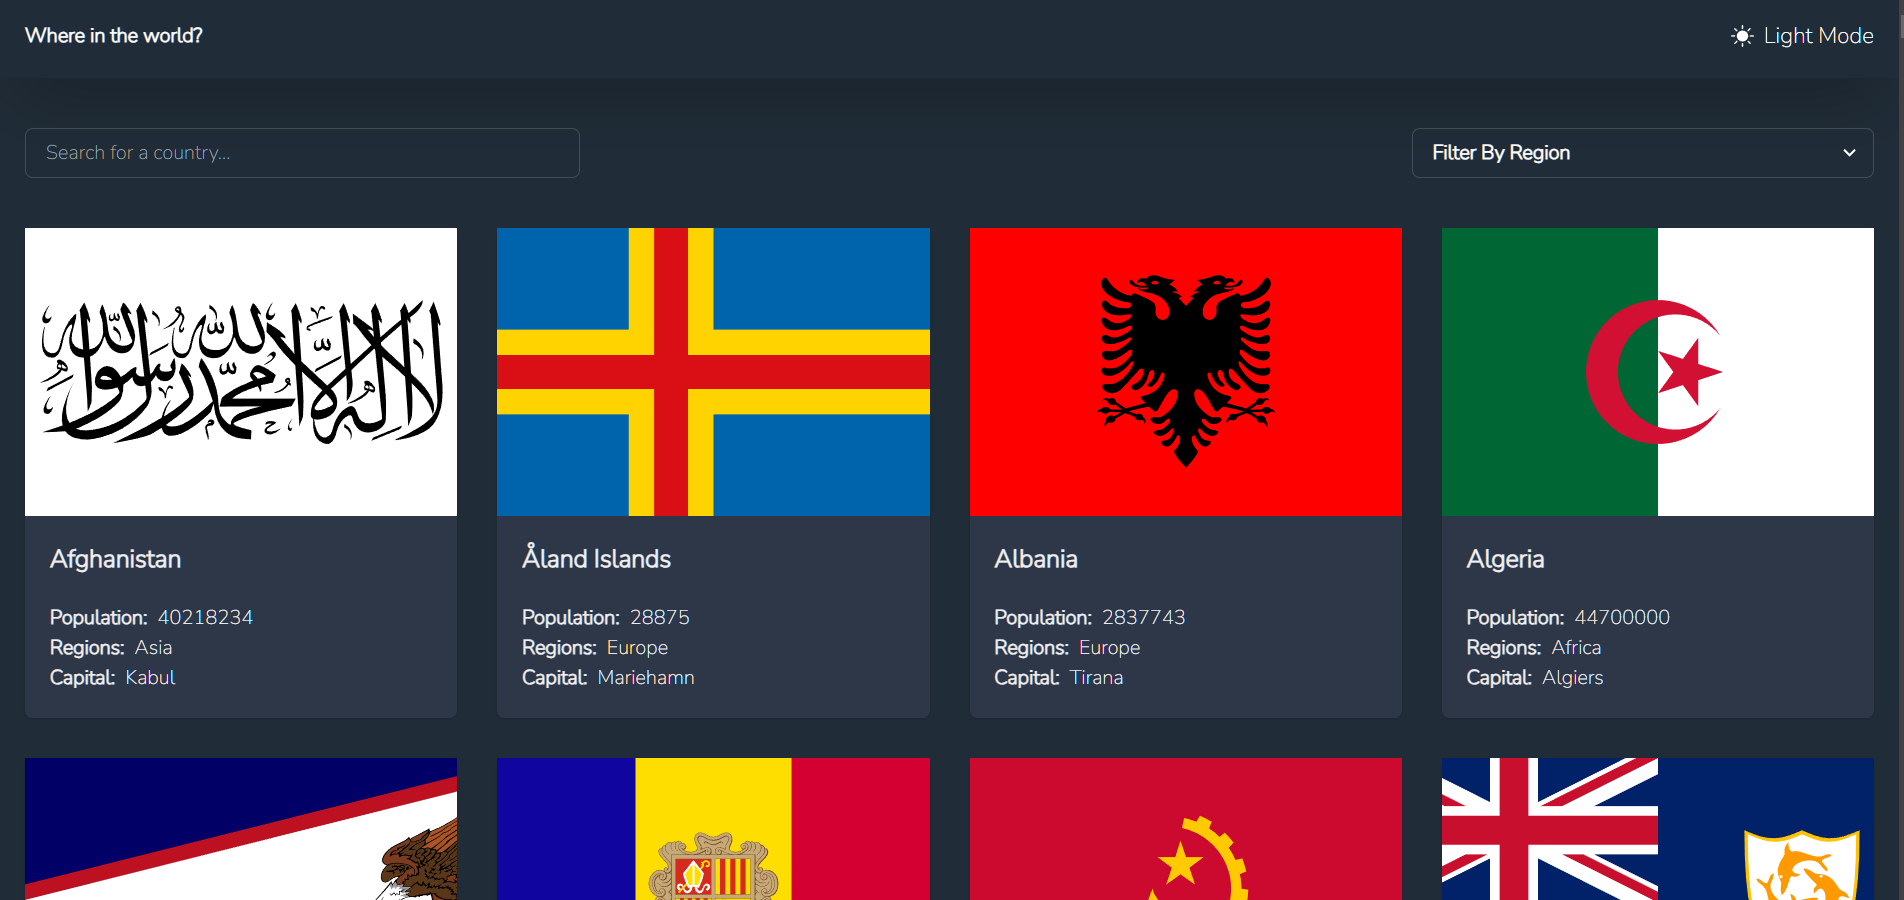 Where in the world?
Light Mode
Search for a country...
Filter By Region
لا إله إلا الله محمد رسول الله
Afghanistan
Population: 40218234
Regions: Asia
Capital: Kabul
Åland Islands
Population: 28875
Regions: Europe
Capital: Mariehamn
Albania
Population: 2837743
Regions: Europe
Capital: Tirana
Algeria
Population: 44700000
Regions: Africa
Capital: Algiers